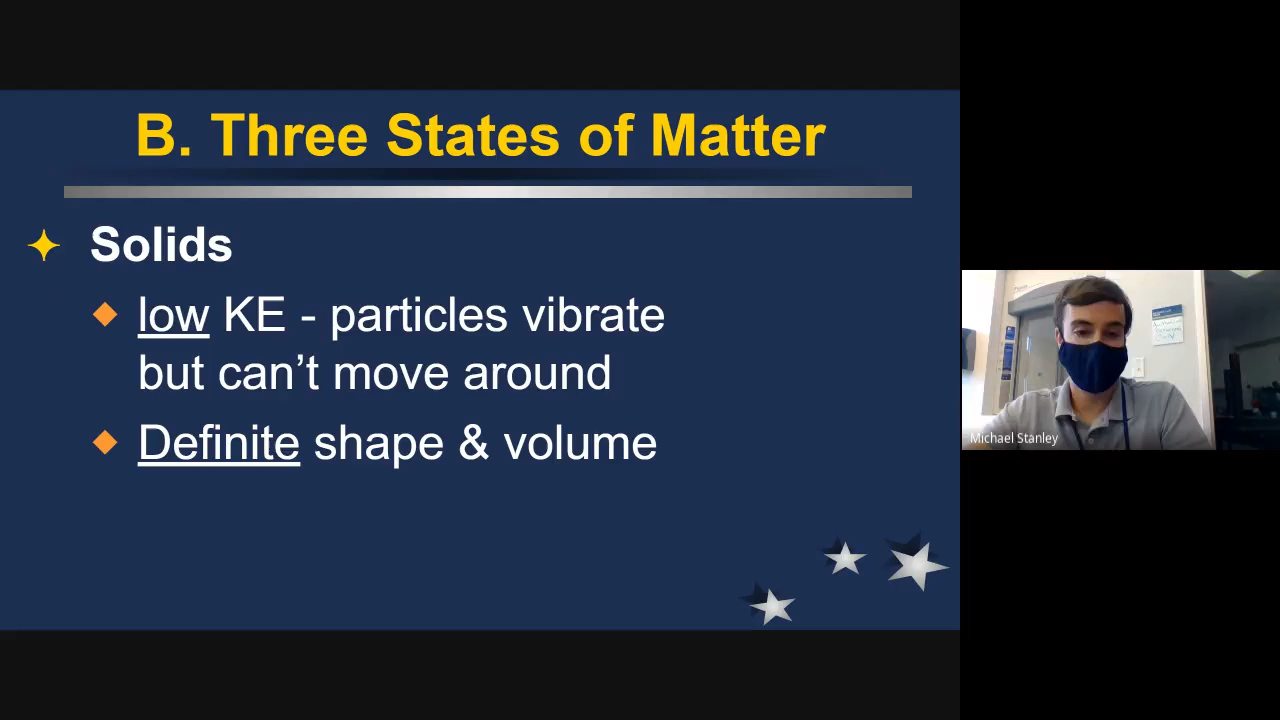 B. Three States of Matter
Solids
low KE - particles vibrate
but can’t move around
Definite shape & volume
Michael Stanley